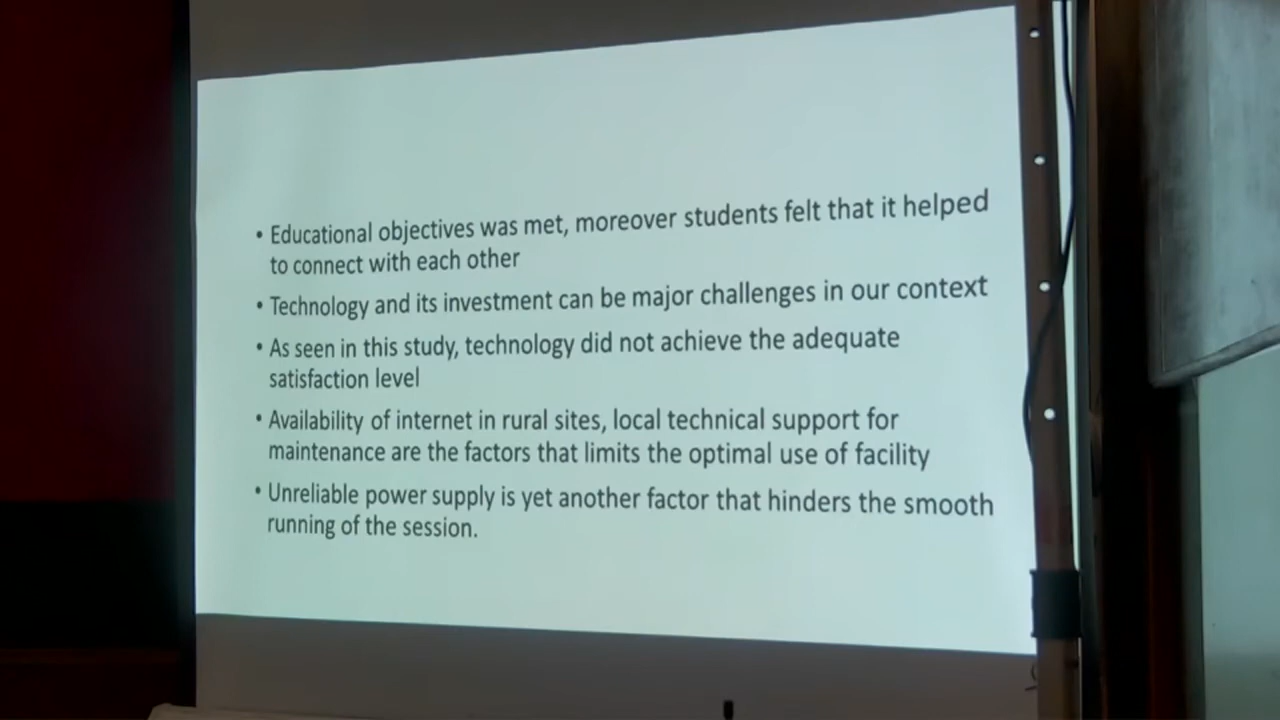 • Educational objectives was met, moreover students felt that it helped
to connect with each other
• Technology and its investment can be major challenges in our context
• As seen in this study, technology did not achieve the adequate
satisfaction level
• Availability of internet in rural sites, local technical support for
maintenance are the factors that limits the optimal use of facility
• Unreliable power supply is yet another factor that hinders the smooth
running of the session.